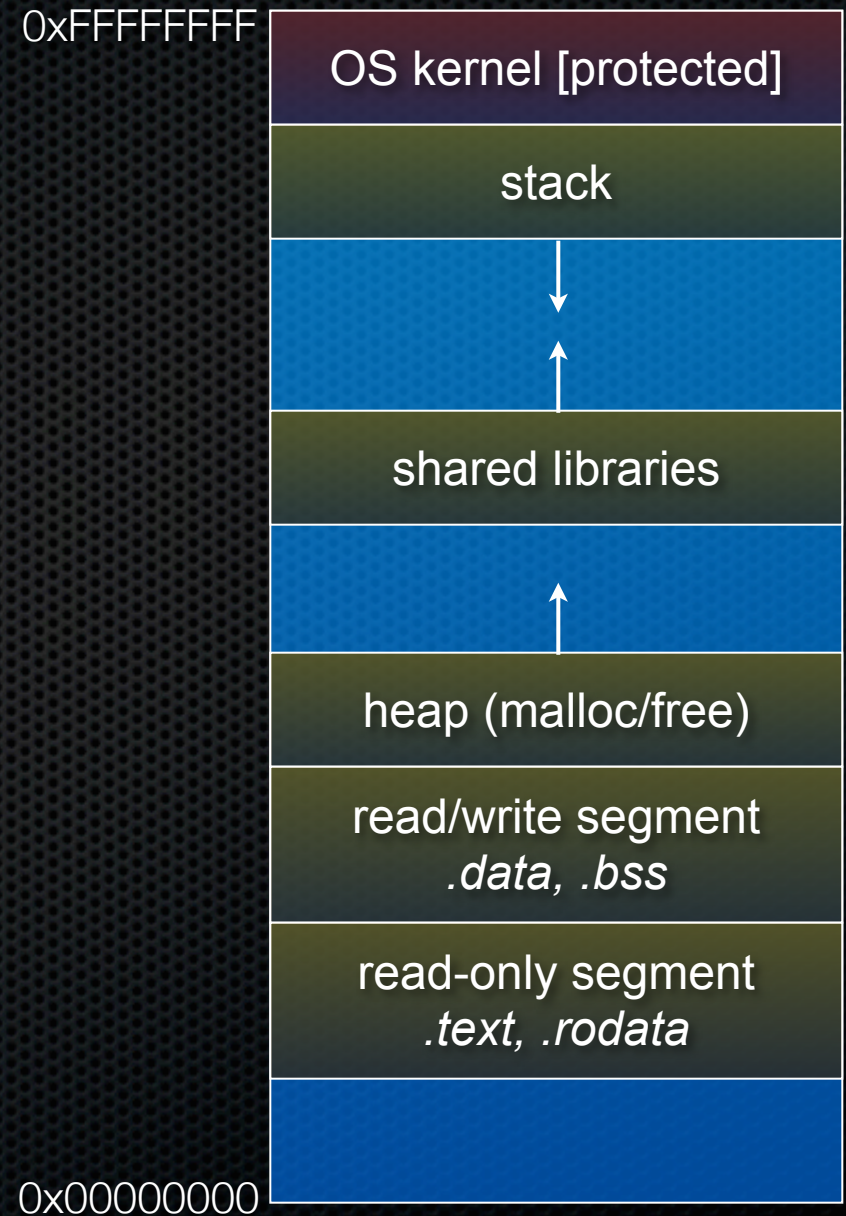 0xFFFFFFFF
OS kernel [protected]
stack
shared libraries
heap (malloc/free)
read/write segment
.data, .bss
read-only segment
.text, .rodata
0x00000000